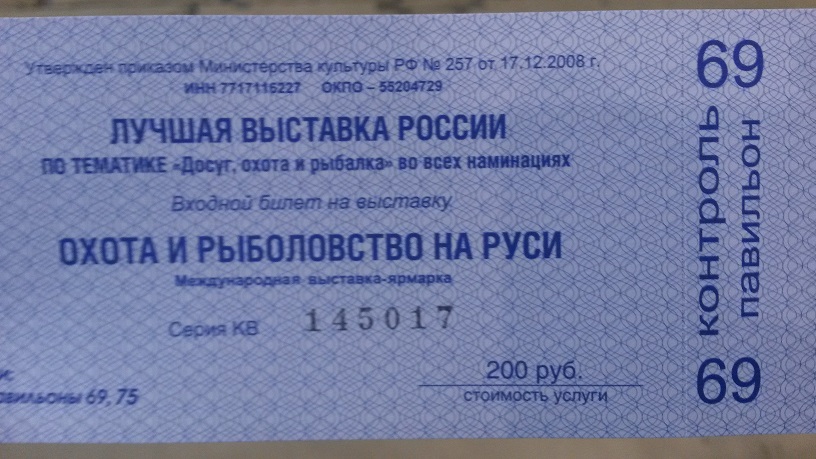 Утвержден приказом Министерства культуры РФ № 257 от 17.12.2008 г.
ИНН 7717116227 ОКПО – 55204729
ЛУЧШАЯ ВЫСТАВКА РОССИИ
ПО ТЕМАТИКЕ «Досуг, охота и рыбалка» во всех наминациях
Входной билет на выставку
ОХОТА И РЫБОЛОВСТВО НА РУСИ
Международная выставка-ярмарка
Серия КВ 145017
200 руб.
стоимость услуги
69, 75
69
контроль
павильон
69